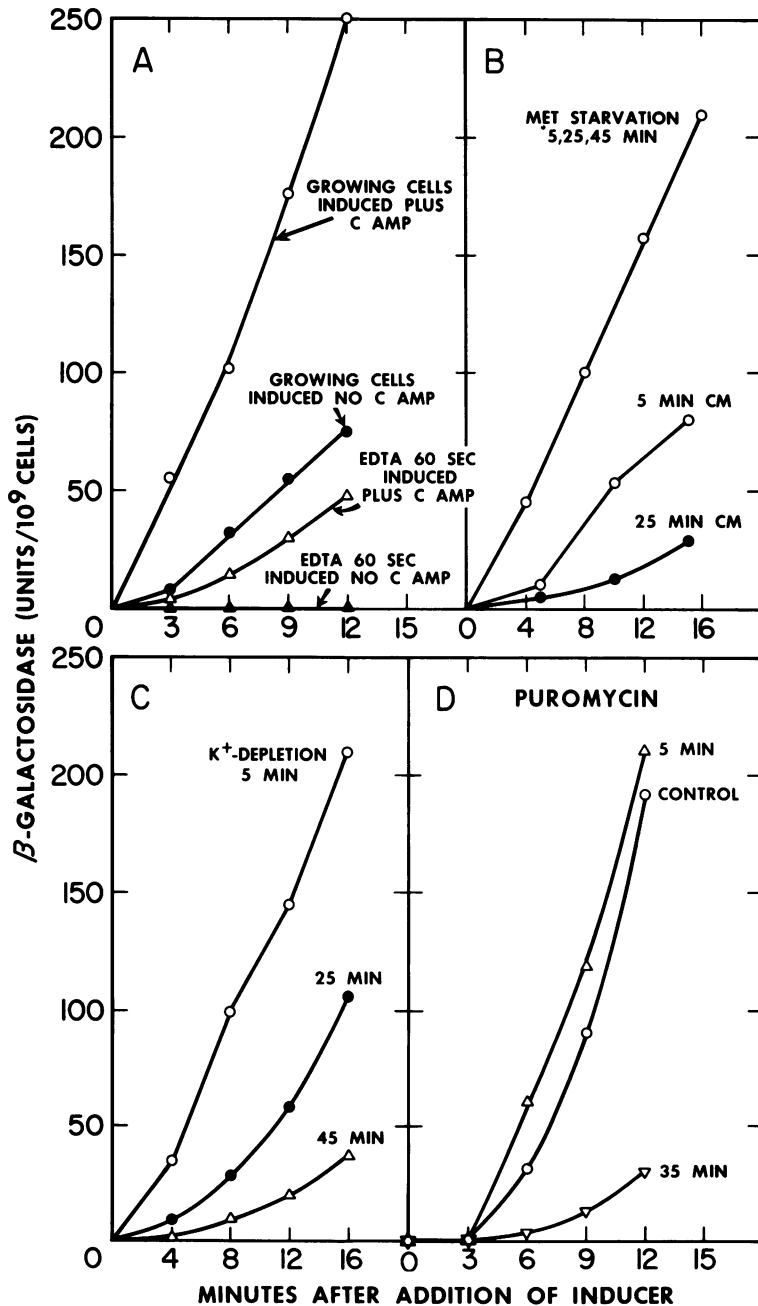 β-GALACTOSIDASE (UNITS/10⁹ CELLS)
A
250
200
150
100
50
0
GROWING CELLS
INDUCED PLUS
C AMP
GROWING CELLS
INDUCED NO C AMP
EDTA 60 SEC
INDUCED
PLUS C AMP
EDTA 60 SEC
INDUCED NO C AMP
3 6 9 12 15
B
MET STARVATION
5,25,45 MIN
5 MIN CM
25 MIN CM
0 4 8 12 16
C
250
200
150
100
50
0
K⁺-DEPLETION
5 MIN
25 MIN
45 MIN
4 8 12 16
D
PUROMYCIN
5 MIN
CONTROL
35 MIN
0 3 6 9 12 15
MINUTES AFTER ADDITION OF INDUCER